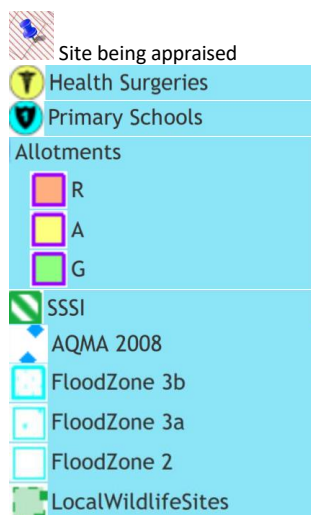 Site being appraised
Health Surgeries
Primary Schools
Allotments
R
A
G
SSSI
AQMA 2008
FloodZone 3b
FloodZone 3a
FloodZone 2
LocalWildlifeSites